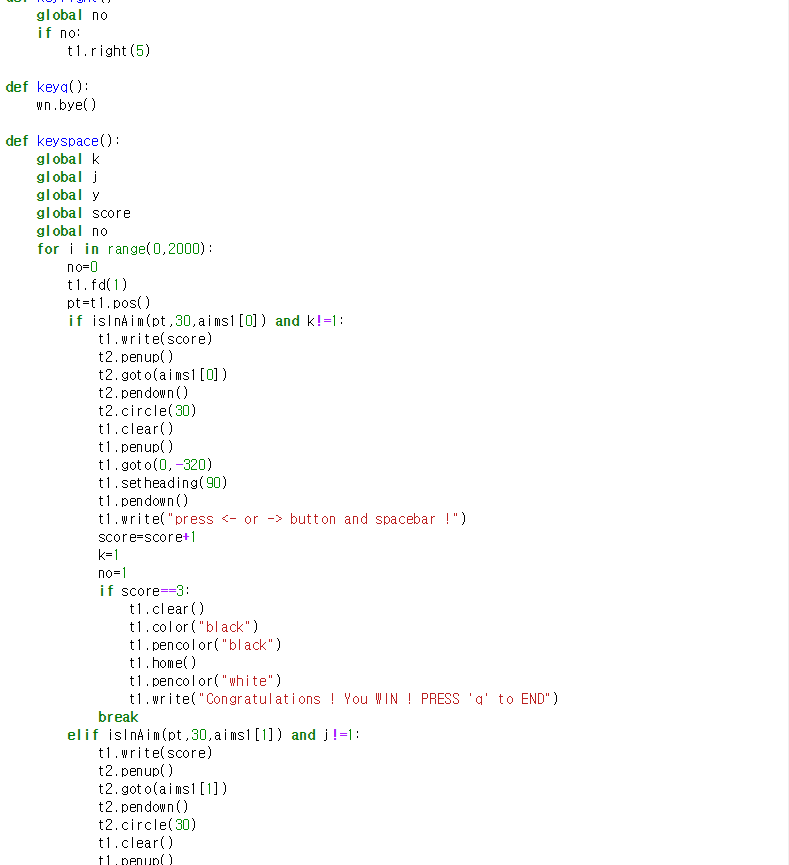 def keyright()
    global no
    if no:
        t1.right(5)

def keyq():
    wn.bye()

def keyspace():
    global k
    global j
    global y
    global score
    global no
    for i in range(0,2000):
        no=0
        t1.fd(1)
        pt=t1.pos()
        if isInAim(pt,30,aims1[0]) and k!=1:
            t1.write(score)
            t2.penup()
            t2.goto(aims1[0])
            t2.pendown()
            t2.circle(30)
            t1.clear()
            t1.penup()
            t1.goto(0,-320)
            t1.setheading(90)
            t1.pendown()
            t1.write("press <- or -> button and spacebar !")
            score=score+1
            k=1
            no=1
            if score==3:
                t1.clear()
                t1.color("black")
                t1.pencolor("black")
                t1.home()
                t1.pencolor("white")
                t1.write("Congratulations ! You WIN ! PRESS 'q' to END")
            break
        elif isInAim(pt,30,aims1[1]) and j!=1:
            t1.write(score)
            t2.penup()
            t2.goto(aims1[1])
            t2.pendown()
            t2.circle(30)
            t1.clear()
            t1.penup()